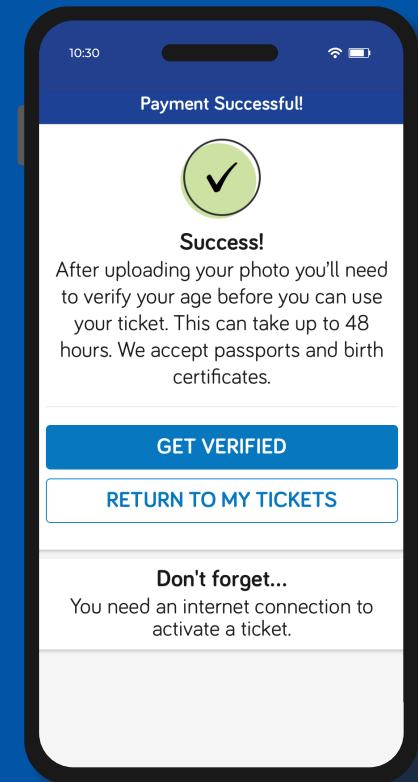 10:30
Payment Successful!
Success!
After uploading your photo you'll need
to verify your age before you can use
your ticket. This can take up to 48
hours. We accept passports and birth
certificates.
GET VERIFIED
RETURN TO MY TICKETS
Don't forget...
You need an internet connection to
activate a ticket.